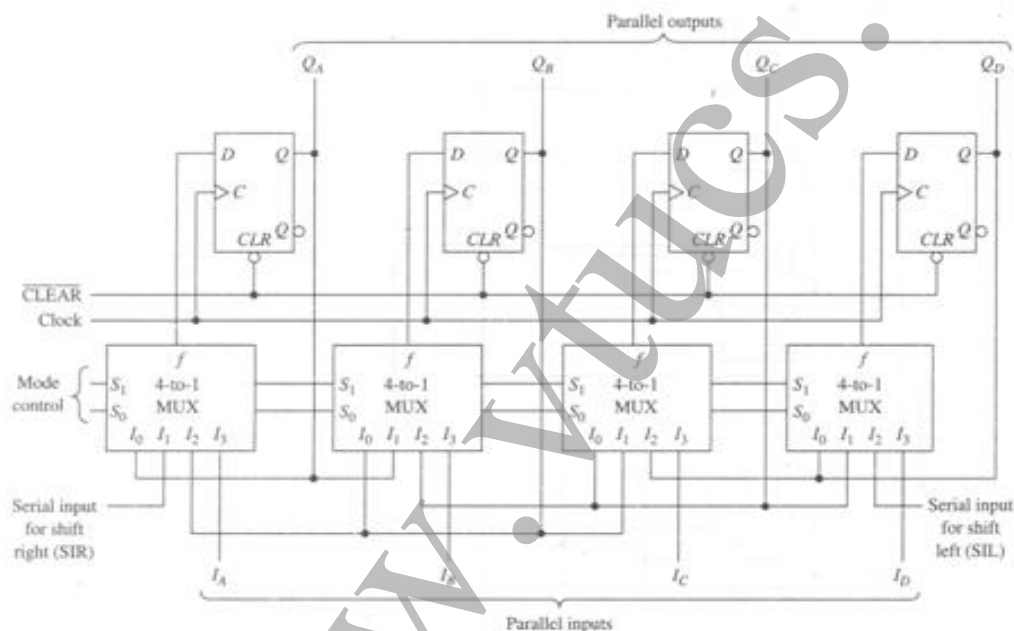 Parallel outputs
Q_A Q_B Q_C Q_D
D Q D Q D Q D Q
C C C C
Q Q Q Q
CLR CLR CLR CLR
CLEAR
Clock
f f f f
Mode control
S_1 4-to-1 S_1 4-to-1 S_1 4-to-1 S_1 4-to-1
S_0 MUX S_0 MUX S_0 MUX S_0 MUX
I_0 I_1 I_2 I_3 I_0 I_1 I_2 I_3 I_0 I_1 I_2 I_3 I_0 I_1 I_2 I_3
Serial input
for shift
right (SIR)
Serial input
for shift
left (SIL)
I_A I_B I_C I_D
Parallel inputs
w vtucs.